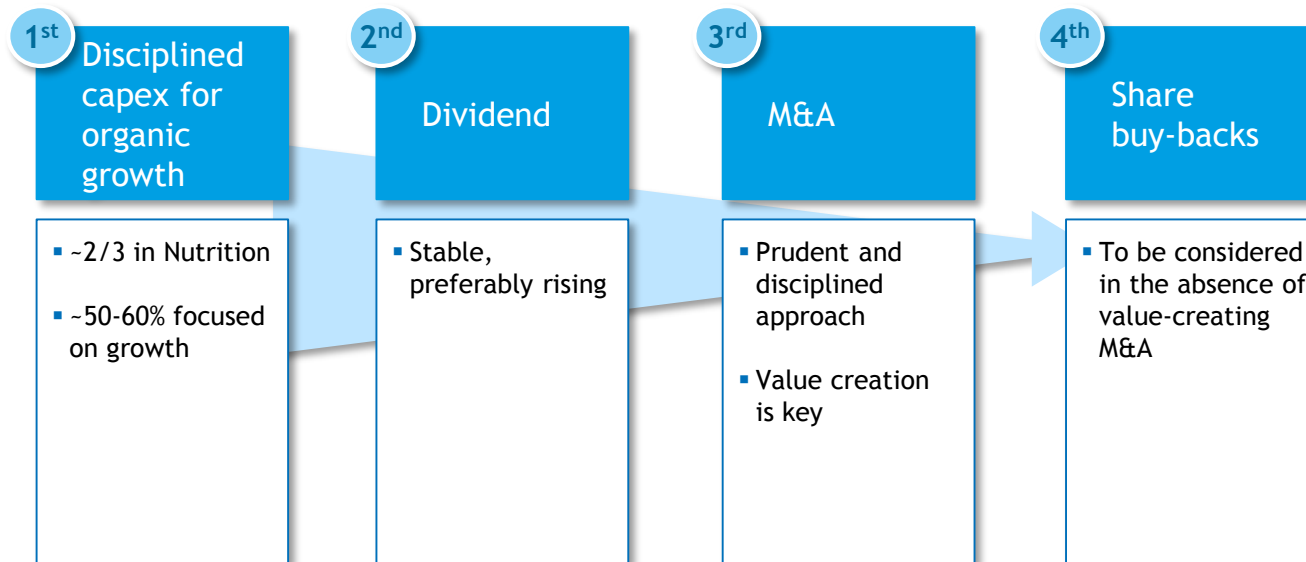 1st
Disciplined
capex for
organic
growth
▪ ~2/3 in Nutrition
▪ ~50-60% focused
on growth
2nd
Dividend
▪ Stable,
preferably rising
3rd
M&A
▪ Prudent and
disciplined
approach
▪ Value creation
is key
4th
Share
buy-backs
▪ To be considered
in the absence of
value-creating
M&A